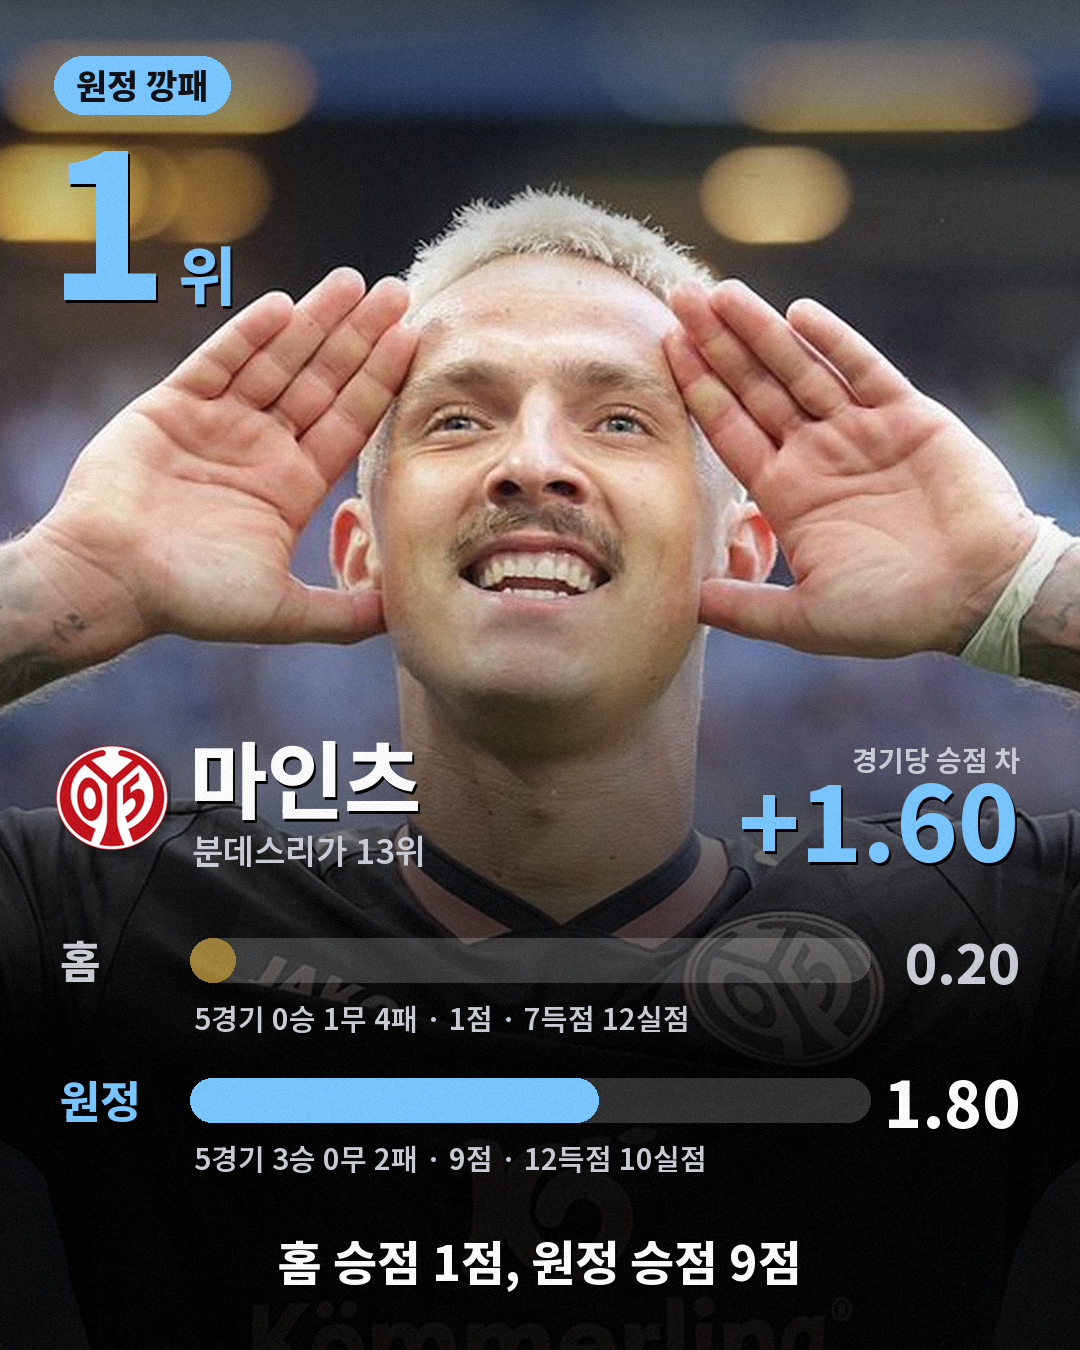 원정 깡패
1위
마인츠
분데스리가 13위
경기당 승점 차
+1.60
홈
0.20
JAKO
5경기 0승 1무 4패 · 1점 · 7득점 12실점
원정
1.80
5경기 3승 0무 2패 · 9점 · 12득점 10실점
홈 승점 1점, 원정 승점 9점
Kömmerling®